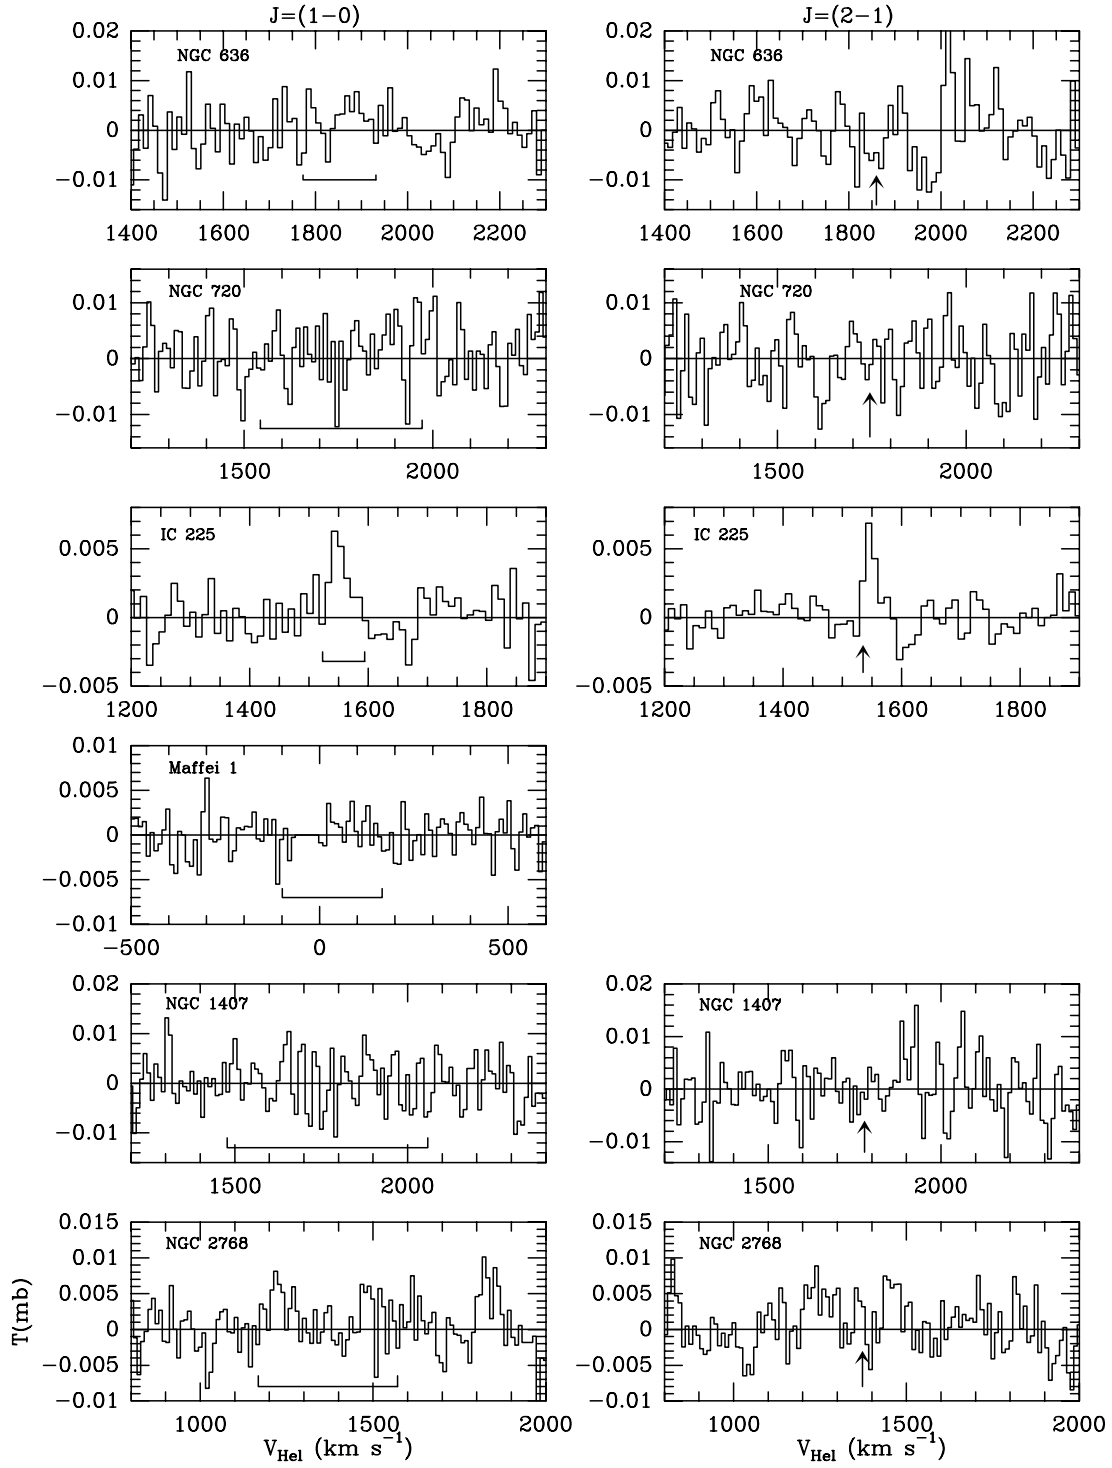 J=(1−0) J=(2−1)
NGC 636 NGC 636
0.02 0.02
0.01 0.01
0 0
−0.01 −0.01
1400 1600 1800 2000 2200 1400 1600 1800 2000 2200
NGC 720 NGC 720
0.01 0.01
0 0
−0.01 −0.01
1500 2000 1500 2000
IC 225 IC 225
0.005 0.005
0 0
−0.005 −0.005
1200 1400 1600 1800 1200 1400 1600 1800
Maffei 1
0.01
0.005
0
−0.005
−0.01
−500 0 500
NGC 1407 NGC 1407
0.02 0.02
0.01 0.01
0 0
−0.01 −0.01
1500 2000 1500 2000
NGC 2768 NGC 2768
0.015 0.015
0.01 0.01
0.005 0.005
0 0
−0.005 −0.005
−0.01 −0.01
1000 1500 2000 1000 1500 2000
T(mb)
V_Hel (km s⁻¹) V_Hel (km s⁻¹)